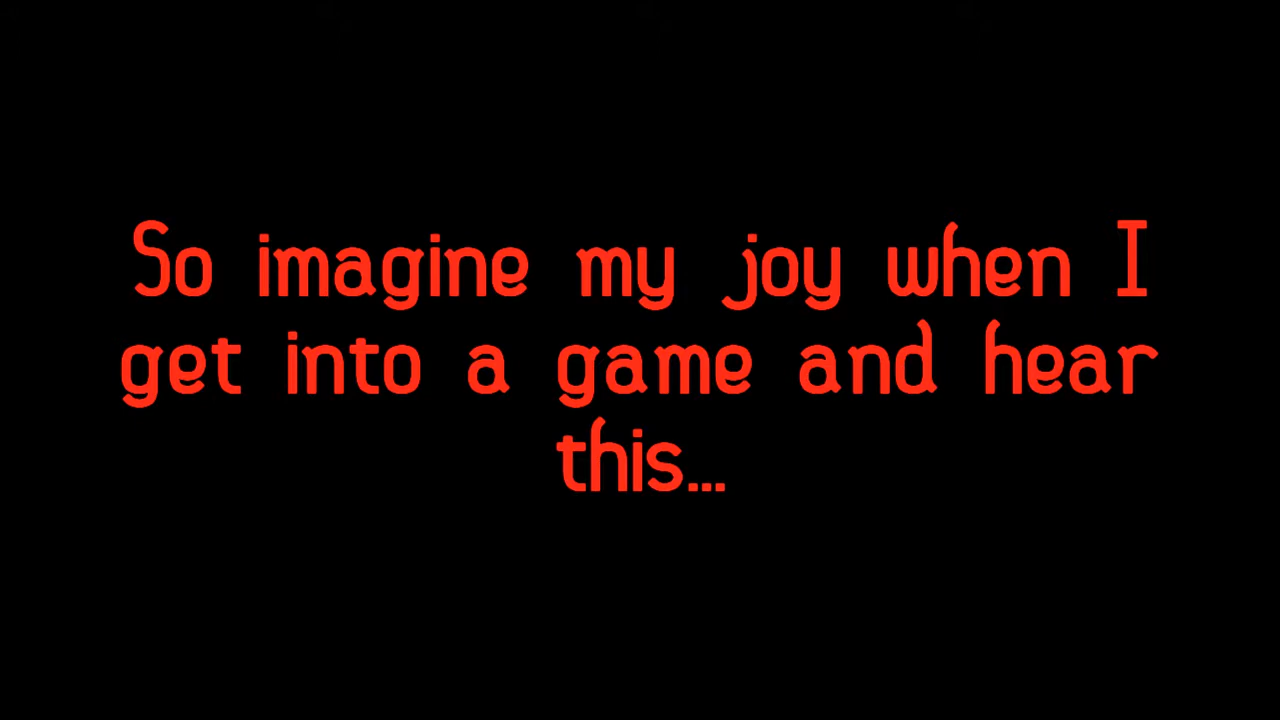 So imagine my joy when I
get into a game and hear
this...